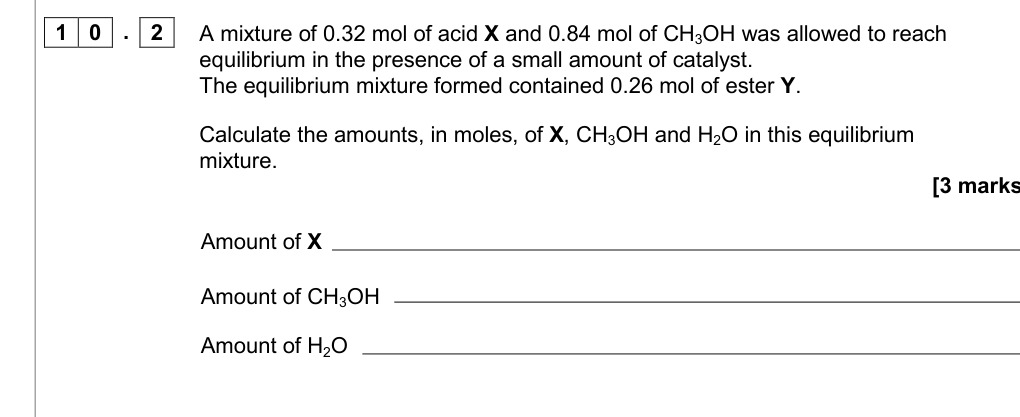 10.2 A mixture of 0.32 mol of acid X and 0.84 mol of CH₃OH was allowed to reach
equilibrium in the presence of a small amount of catalyst.
The equilibrium mixture formed contained 0.26 mol of ester Y.
Calculate the amounts, in moles, of X, CH₃OH and H₂O in this equilibrium
mixture.
[3 marks
Amount of X
Amount of CH₃OH
Amount of H₂O